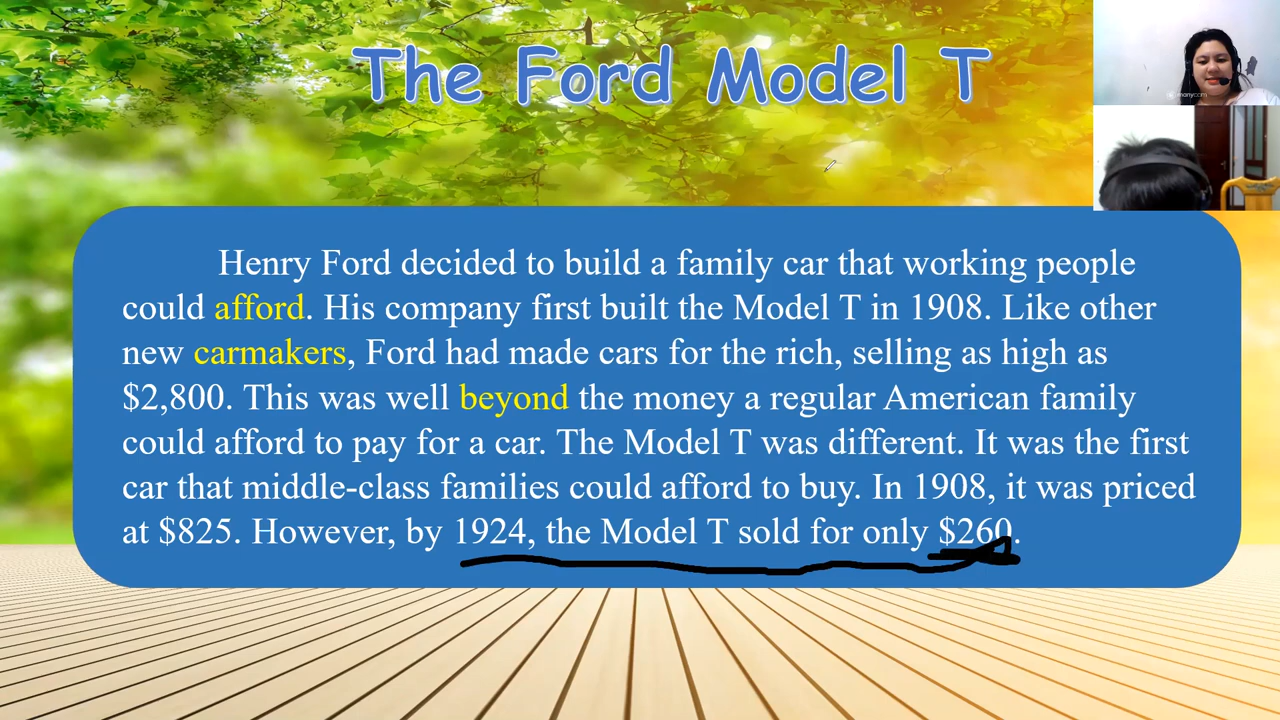 The Ford Model T
manycam
Henry Ford decided to build a family car that working people
could afford. His company first built the Model T in 1908. Like other
new carmakers, Ford had made cars for the rich, selling as high as
$2,800. This was well beyond the money a regular American family
could afford to pay for a car. The Model T was different. It was the first
car that middle-class families could afford to buy. In 1908, it was priced
at $825. However, by 1924, the Model T sold for only $260.